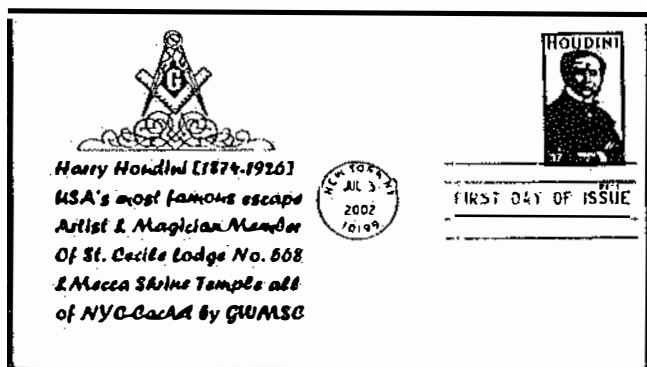 G
HOUDINI
37
Harry Houdini [1874-1926]
USA's most famous escape
Artist & Magician Member
Of St. Cecile Lodge No. 568
& Mecca Shrine Temple all
of NYC-CachA by GWMSC
NEW YORK, NY
JUL 3
2002
10199
FIRST DAY OF ISSUE